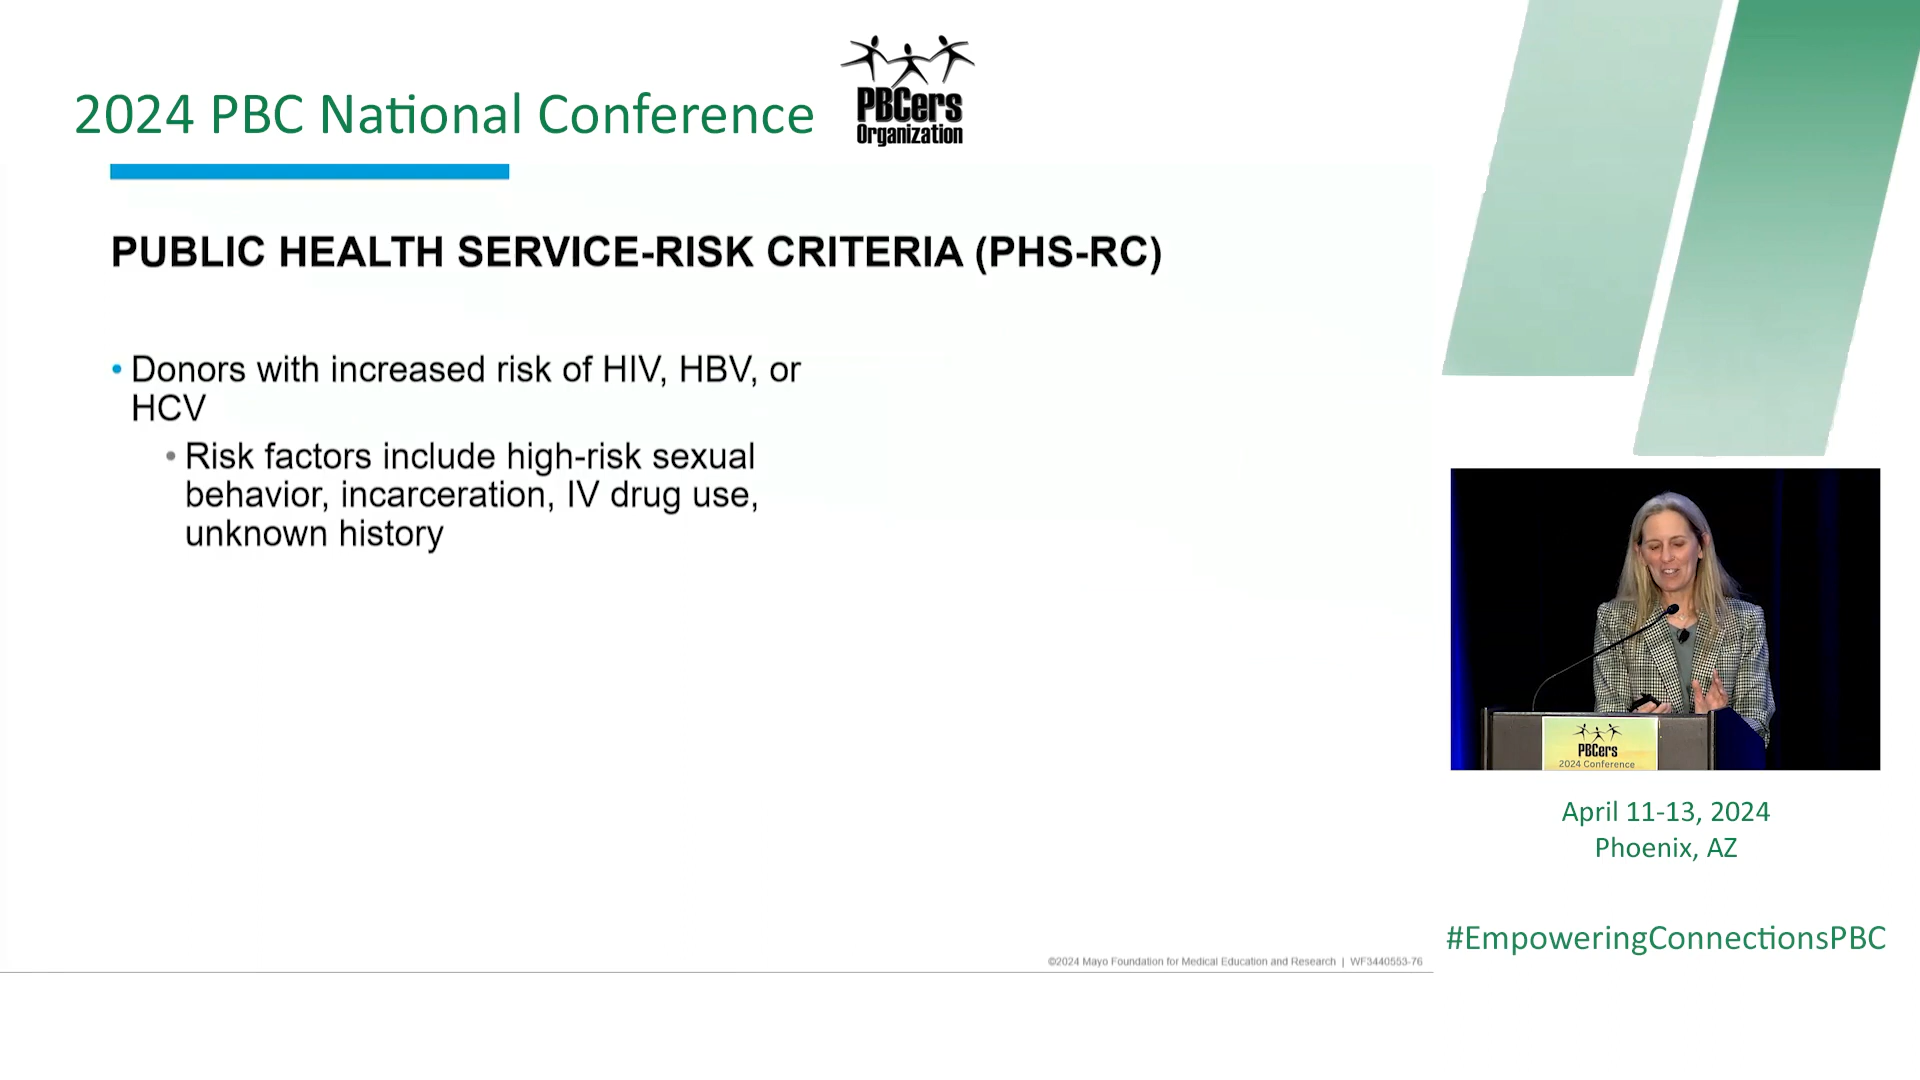 2024 PBC National Conference
PBCers
Organization
PUBLIC HEALTH SERVICE-RISK CRITERIA (PHS-RC)
• Donors with increased risk of HIV, HBV, or
HCV
• Risk factors include high-risk sexual
behavior, incarceration, IV drug use,
unknown history
©2024 Mayo Foundation for Medical Education and Research | WF3440553-76
PBCers
2024 Conference
April 11-13, 2024
Phoenix, AZ
#EmpoweringConnectionsPBC